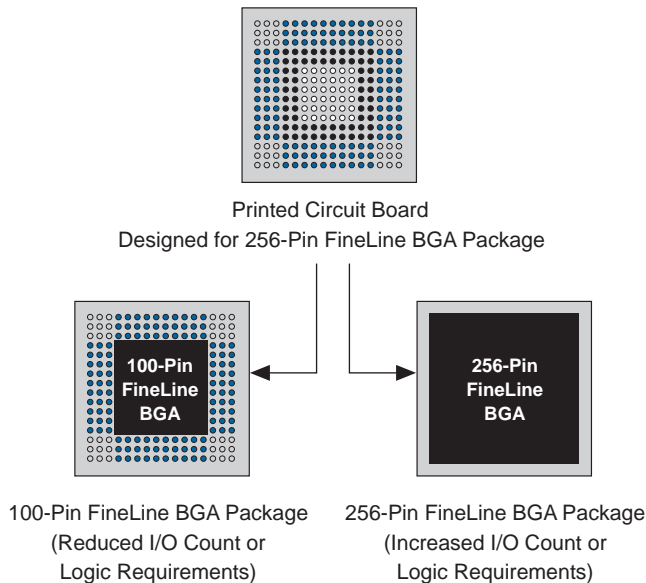 Printed Circuit Board
Designed for 256-Pin FineLine BGA Package
100-Pin
FineLine
BGA
256-Pin
FineLine
BGA
100-Pin FineLine BGA Package
(Reduced I/O Count or
Logic Requirements)
256-Pin FineLine BGA Package
(Increased I/O Count or
Logic Requirements)